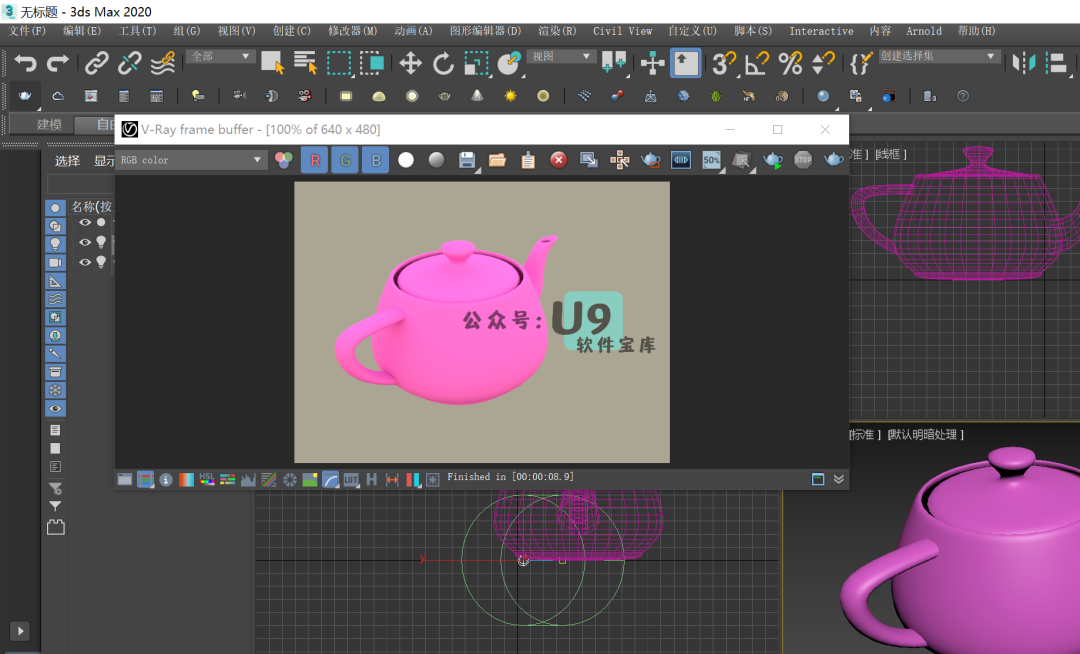 无标题 - 3ds Max 2020
文件(F) 编辑(E) 工具(T) 组(G) 视图(V) 创建(C) 修改器(M) 动画(A) 图形编辑器(D) 渲染(R) Civil View 自定义(U) 脚本(S) Interactive 内容 Arnold 帮助(H)
全部 视图 创建选择集
建模
V-Ray frame buffer - [100% of 640 x 480]
选择
RGB color R G B 50% STOP
线框 ]
名称(按
公众号: U9
软件宝库
标准 ] [默认明暗处理 ]
HSL LUT H Finished in [00:00:08.9]